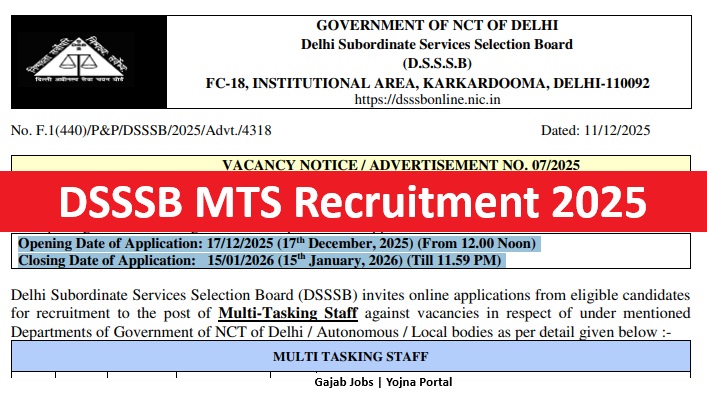 GOVERNMENT OF NCT OF DELHI
Delhi Subordinate Services Selection Board
(D.S.S.S.B)
FC-18, INSTITUTIONAL AREA, KARKARDOOMA, DELHI-110092
https://dsssbonline.nic.in
दिल्ली अधीनस्थ सेवा चयन बोर्ड
No. F.1(440)/P&P/DSSSB/2025/Advt./4318 Dated: 11/12/2025
VACANCY NOTICE / ADVERTISEMENT NO. 07/2025
DSSSB MTS Recruitment 2025
Opening Date of Application: 17/12/2025 (17th December, 2025) (From 12.00 Noon)
Closing Date of Application: 15/01/2026 (15th January, 2026) (Till 11.59 PM)
Delhi Subordinate Services Selection Board (DSSSB) invites online applications from eligible candidates
for recruitment to the post of Multi-Tasking Staff against vacancies in respect of under mentioned
Departments of Government of NCT of Delhi / Autonomous / Local bodies as per detail given below :-
MULTI TASKING STAFF
Gajab Jobs | Yojna Portal